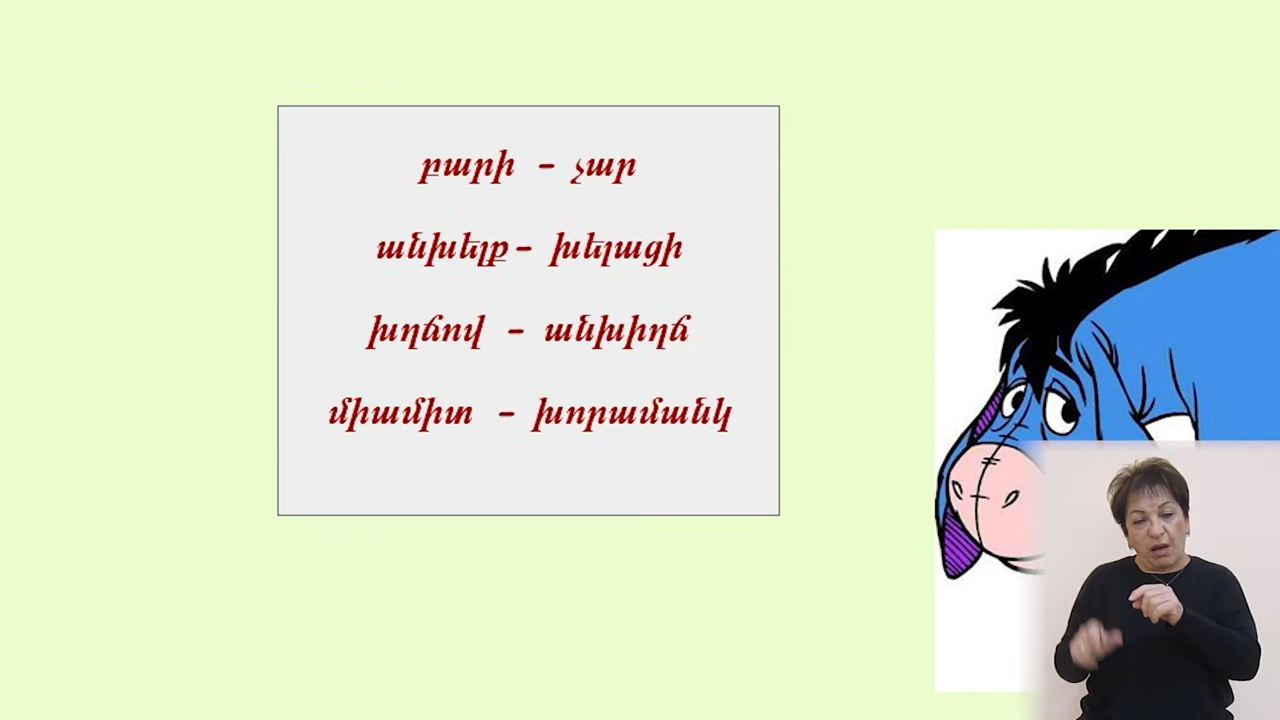 բարի - չար
անխելք- խելացի
խղճով - անխիղճ
միամիտ - խորամանկ